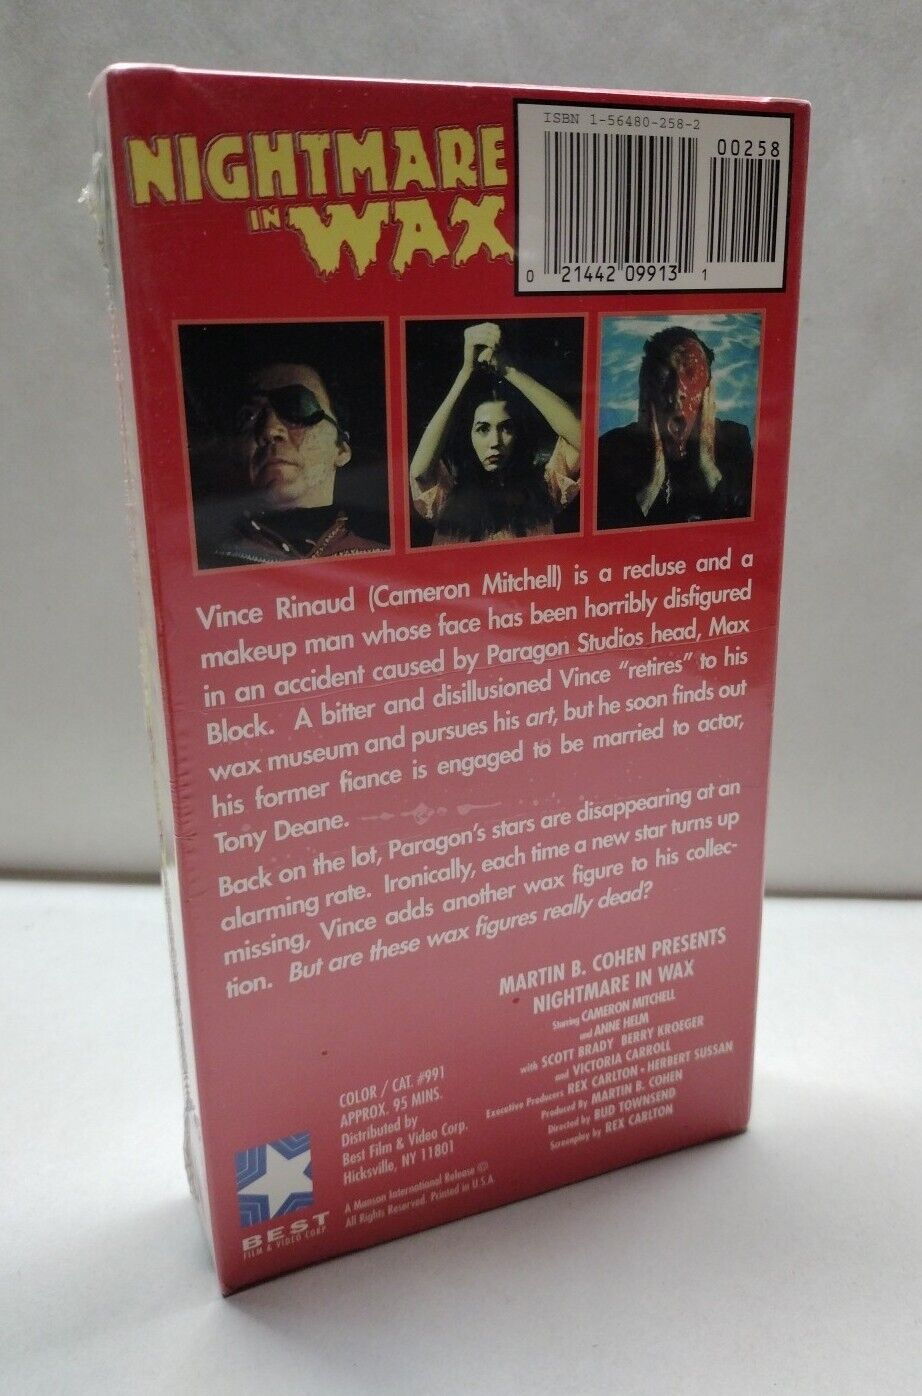 NIGHTMARE
IN WAX
ISBN 1-56480-258-2
00258
0 21442 09913 1
Vince Rinaud (Cameron Mitchell) is a recluse and a
makeup man whose face has been horribly disfigured
in an accident caused by Paragon Studios head, Max
Block. A bitter and disillusioned Vince "retires" to his
wax museum and pursues his art, but he soon finds out
his former fiance is engaged to be married to actor,
Tony Deane.
Back on the lot, Paragon's stars are disappearing at an
alarming rate. Ironically, each time a new star turns up
missing, Vince adds another wax figure to his collec-
tion. But are these wax figures really dead?
MARTIN B. COHEN PRESENTS
NIGHTMARE IN WAX
Starring CAMERON MITCHELL
and ANNE HELM
with SCOTT BRADY BERRY KROEGER
and VICTORIA CARROLL
Executive Producers REX CARLTON • HERBERT SUSSAN
Produced by MARTIN B. COHEN
Directed by BUD TOWNSEND
Screenplay by REX CARLTON
COLOR / CAT. #991
APPROX. 95 MINS.
Distributed by
Best Film & Video Corp.
Hicksville, NY 11801
A Manson International Release ©
All Rights Reserved. Printed in U.S.A.
BEST
FILM & VIDEO CORP